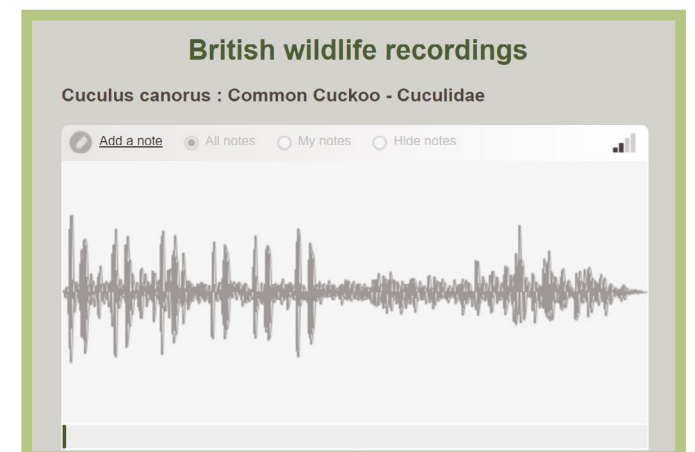 British wildlife recordings
Cuculus canorus : Common Cuckoo - Cuculidae
Add a note All notes My notes Hide notes